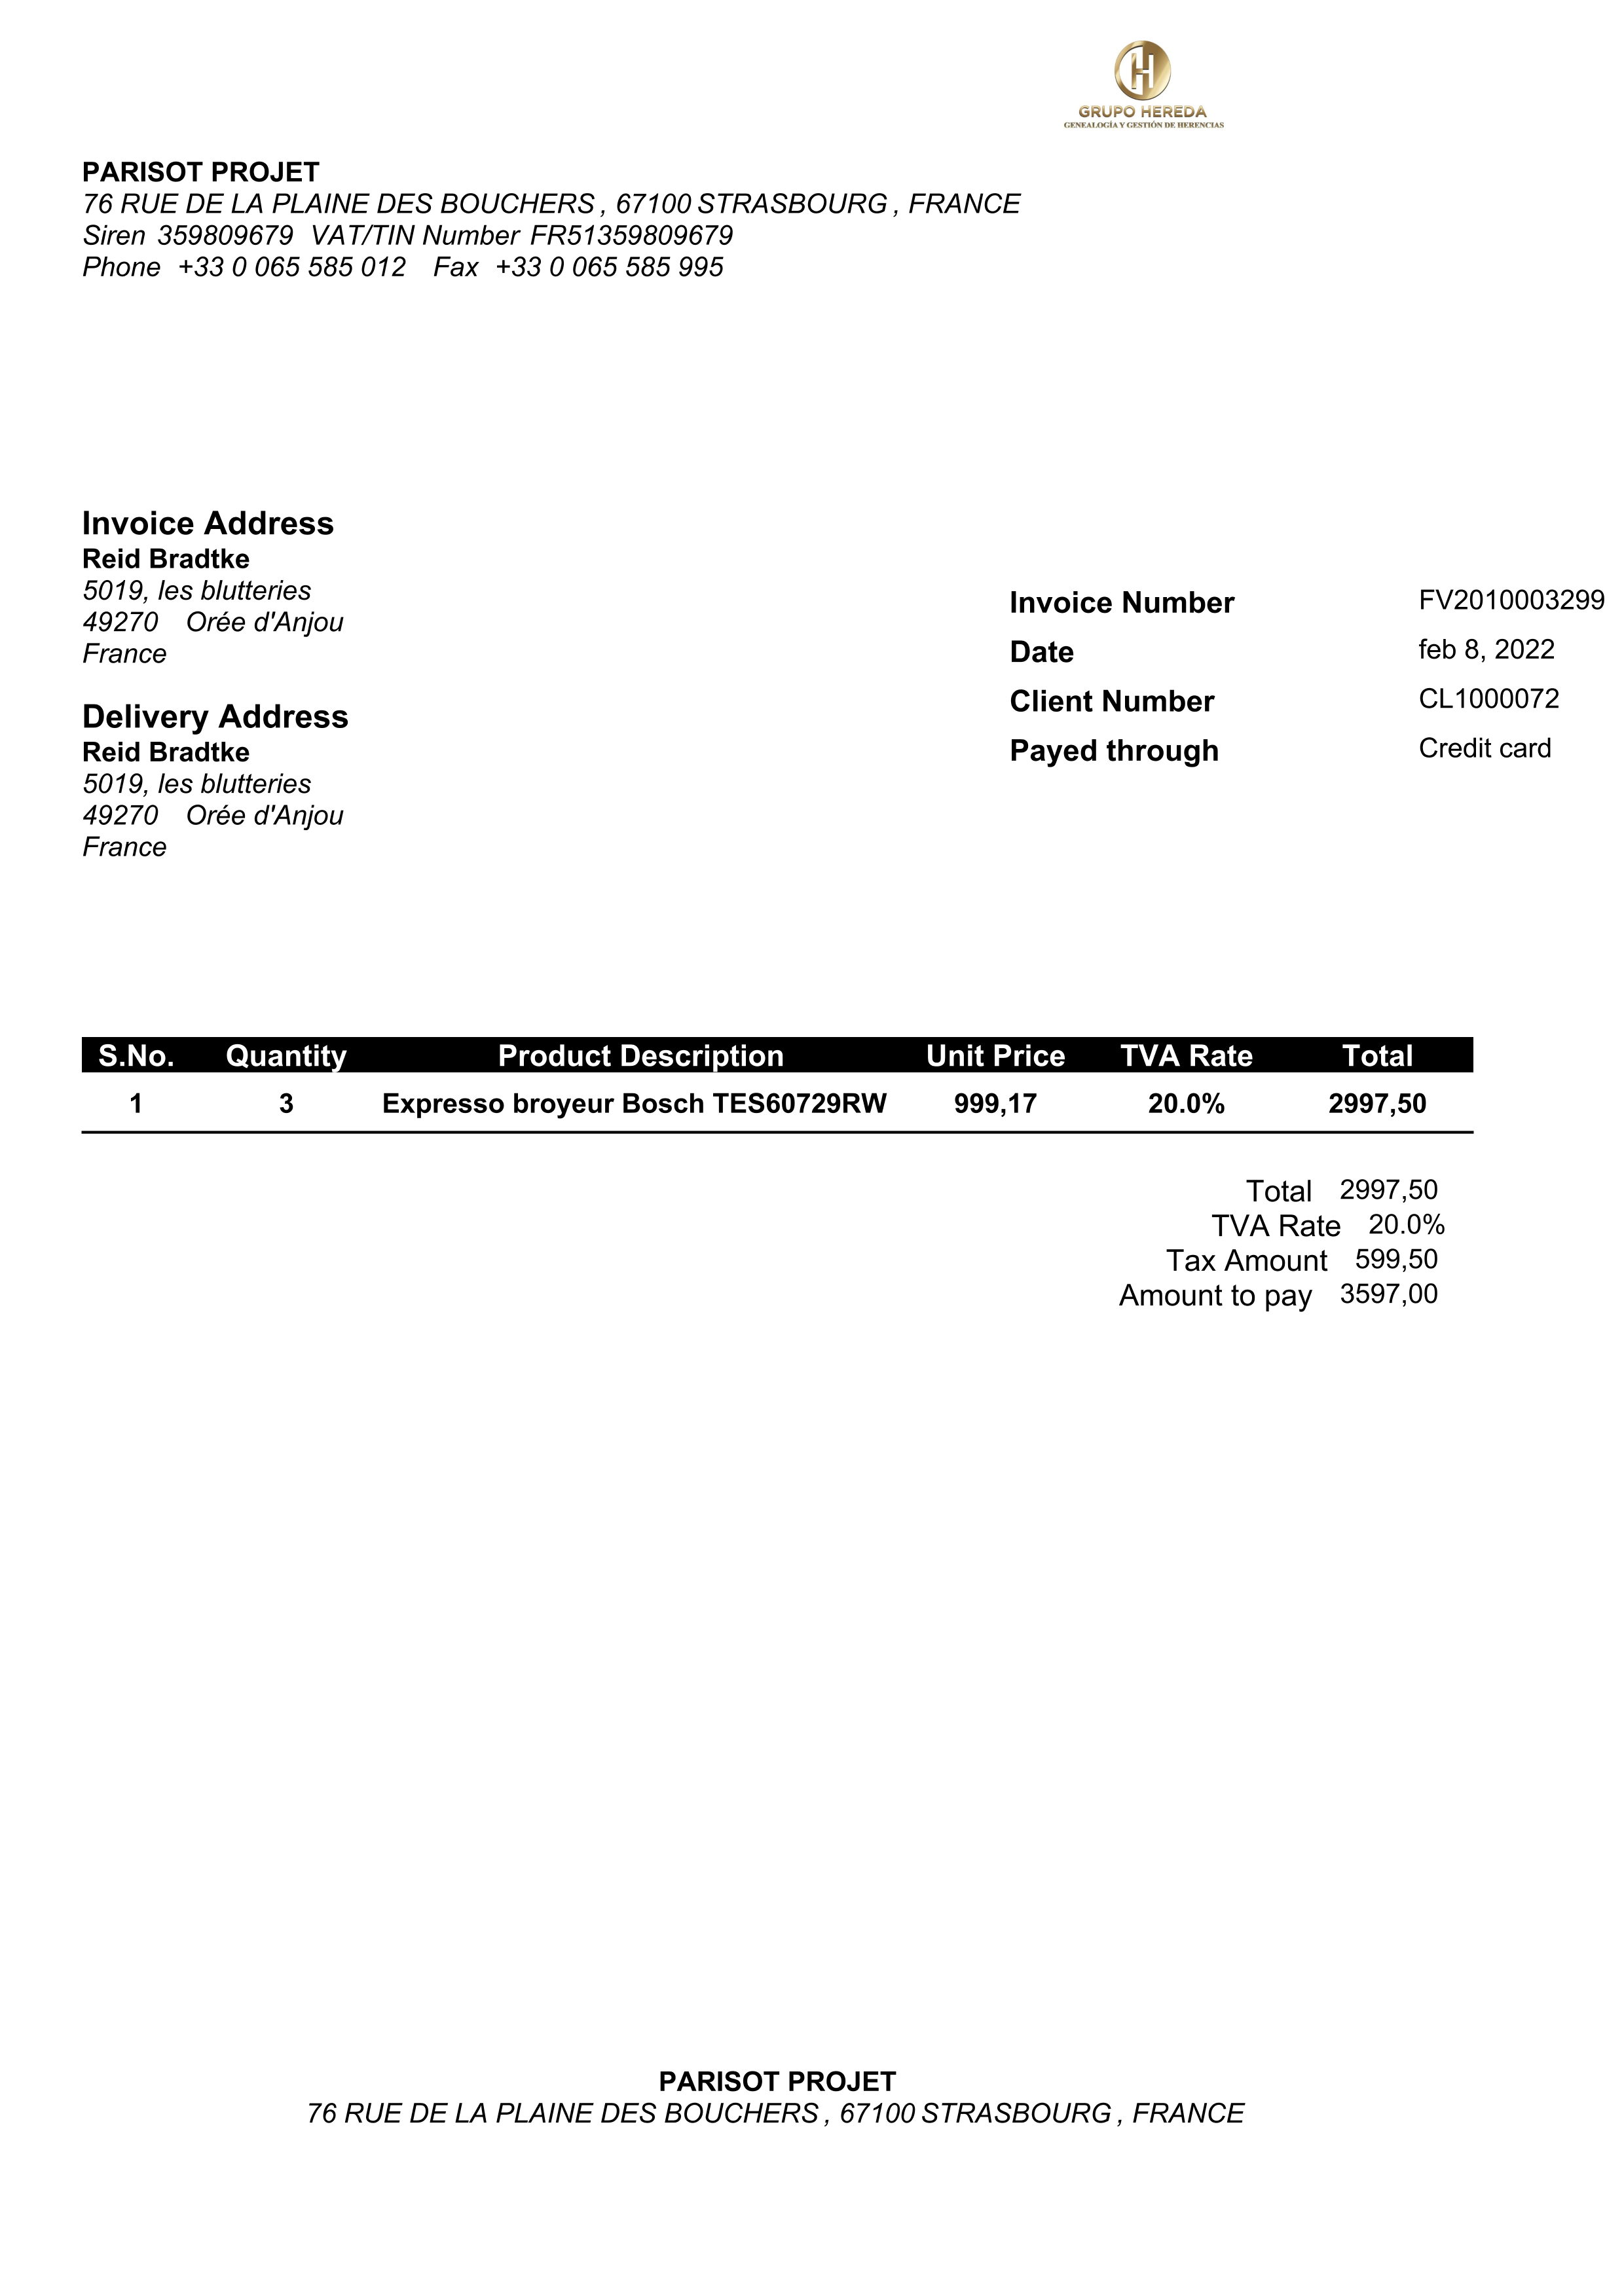 GRUPO HEREDA
GENEALOGÍA Y GESTIÓN DE HERENCIAS
PARISOT PROJET
76 RUE DE LA PLAINE DES BOUCHERS , 67100 STRASBOURG , FRANCE
Siren 359809679 VAT/TIN Number FR51359809679
Phone +33 0 065 585 012 Fax +33 0 065 585 995
Invoice Address
Reid Bradtke
5019, les blutteries
49270 Orée d'Anjou
France
Delivery Address
Reid Bradtke
5019, les blutteries
49270 Orée d'Anjou
France
Invoice Number FV2010003299
Date feb 8, 2022
Client Number CL1000072
Payed through Credit card
S.No. Quantity Product Description Unit Price TVA Rate Total
1 3 Expresso broyeur Bosch TES60729RW 999,17 20.0% 2997,50
Total 2997,50
TVA Rate 20.0%
Tax Amount 599,50
Amount to pay 3597,00
PARISOT PROJET
76 RUE DE LA PLAINE DES BOUCHERS , 67100 STRASBOURG , FRANCE